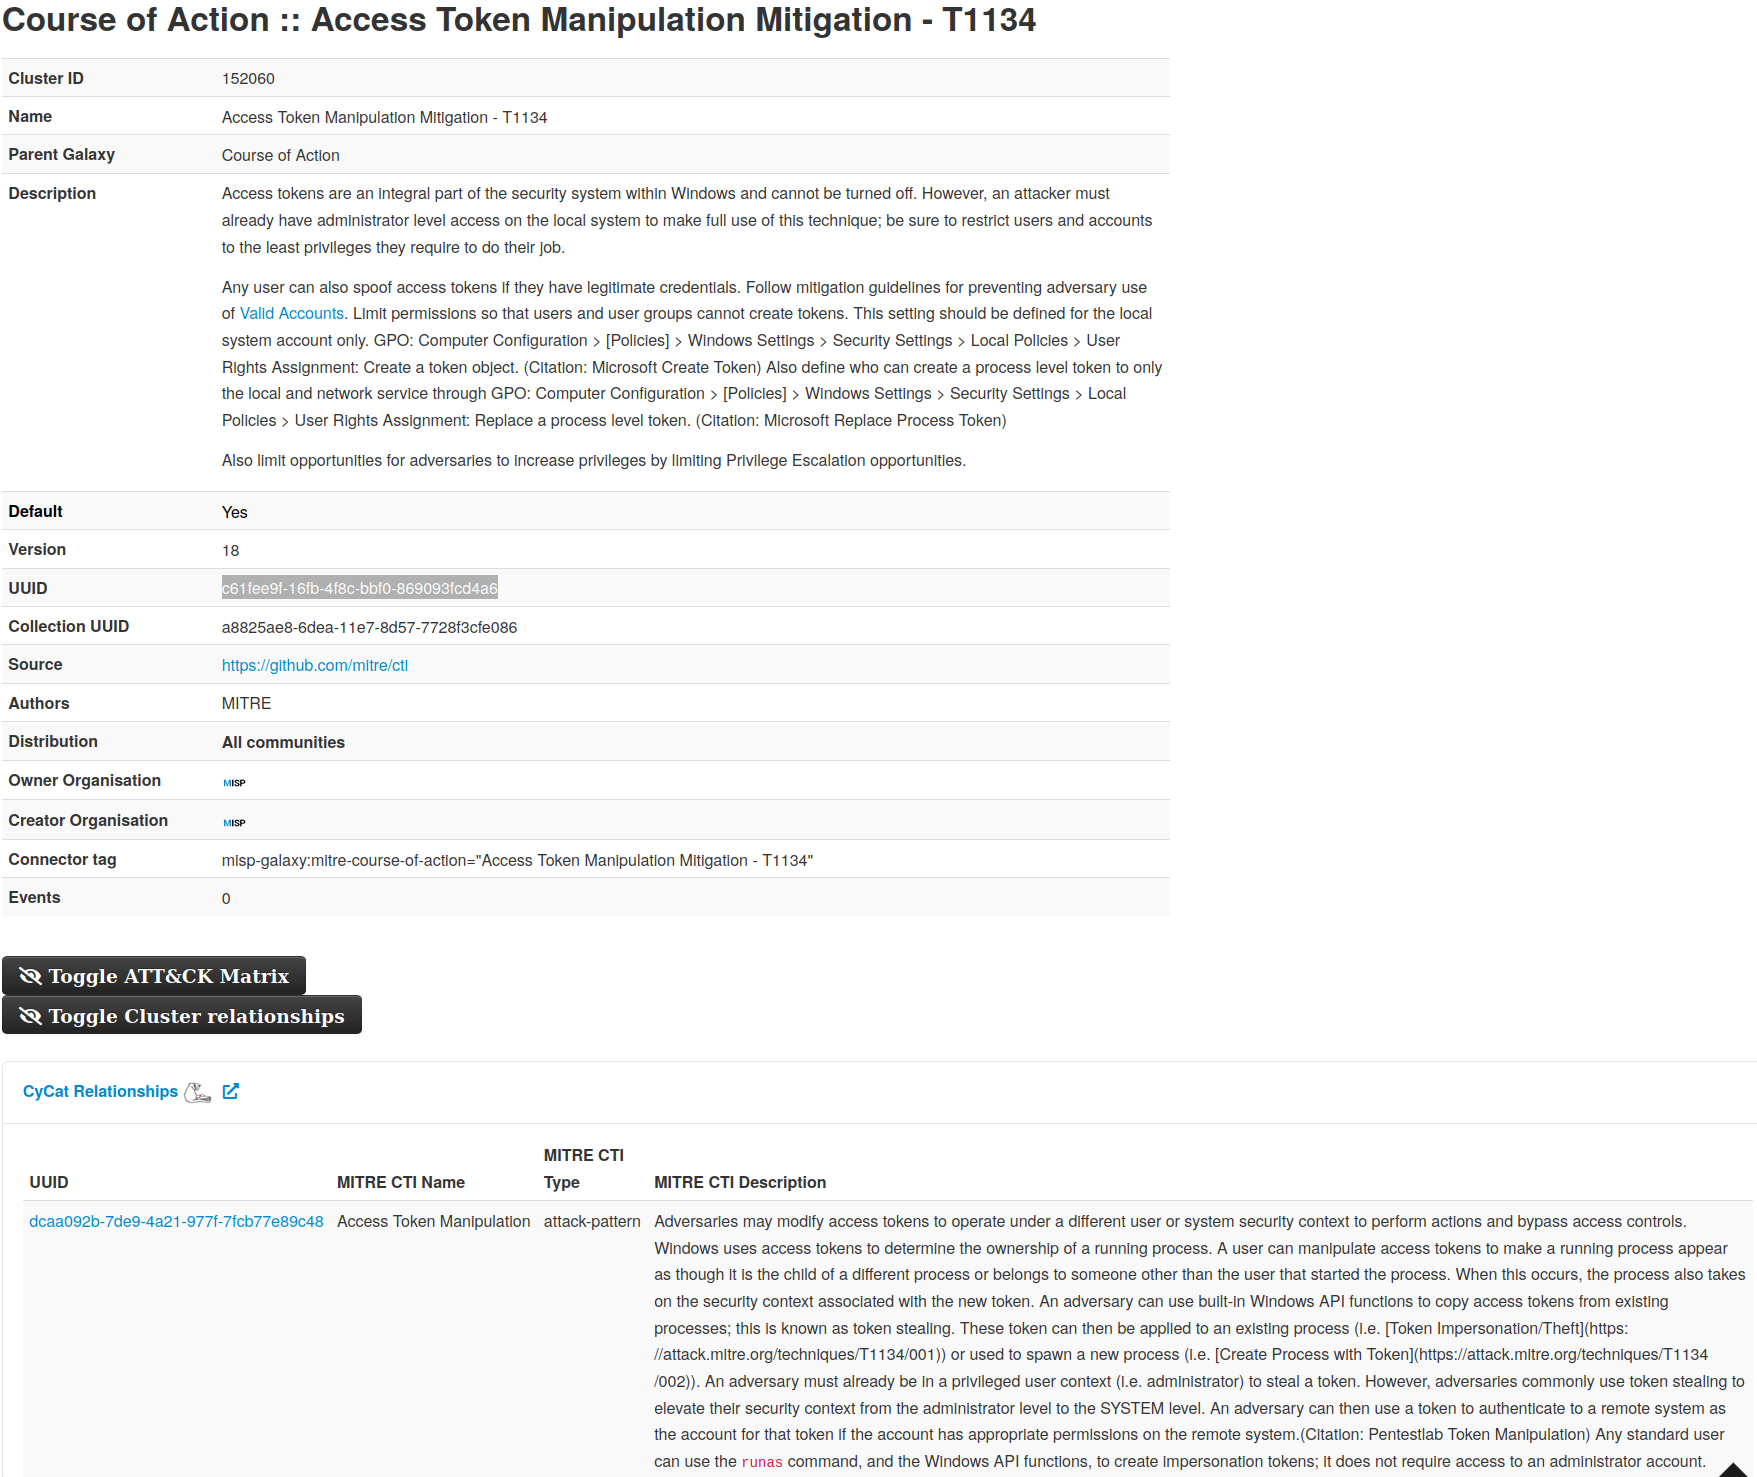 Course of Action :: Access Token Manipulation Mitigation - T1134
Cluster ID 152060
Name Access Token Manipulation Mitigation - T1134
Parent Galaxy Course of Action
Description Access tokens are an integral part of the security system within Windows and cannot be turned off. However, an attacker must
already have administrator level access on the local system to make full use of this technique; be sure to restrict users and accounts
to the least privileges they require to do their job.
Any user can also spoof access tokens if they have legitimate credentials. Follow mitigation guidelines for preventing adversary use
of Valid Accounts. Limit permissions so that users and user groups cannot create tokens. This setting should be defined for the local
system account only. GPO: Computer Configuration > [Policies] > Windows Settings > Security Settings > Local Policies > User
Rights Assignment: Create a token object. (Citation: Microsoft Create Token) Also define who can create a process level token to only
the local and network service through GPO: Computer Configuration > [Policies] > Windows Settings > Security Settings > Local
Policies > User Rights Assignment: Replace a process level token. (Citation: Microsoft Replace Process Token)
Also limit opportunities for adversaries to increase privileges by limiting Privilege Escalation opportunities.
Default Yes
Version 18
UUID c61fee9f-16fb-4f8c-bbf0-869093fcd4a6
Collection UUID a8825ae8-6dea-11e7-8d57-7728f3cfe086
Source https://github.com/mitre/cti
Authors MITRE
Distribution All communities
Owner Organisation MISP
Creator Organisation MISP
Connector tag misp-galaxy:mitre-course-of-action="Access Token Manipulation Mitigation - T1134"
Events 0
Toggle ATT&CK Matrix
Toggle Cluster relationships
CyCat Relationships
MITRE CTI
UUID MITRE CTI Name Type MITRE CTI Description
dcaa092b-7de9-4a21-977f-7fcb77e89c48 Access Token Manipulation attack-pattern Adversaries may modify access tokens to operate under a different user or system security context to perform actions and bypass access controls.
Windows uses access tokens to determine the ownership of a running process. A user can manipulate access tokens to make a running process appear
as though it is the child of a different process or belongs to someone other than the user that started the process. When this occurs, the process also takes
on the security context associated with the new token. An adversary can use built-in Windows API functions to copy access tokens from existing
processes; this is known as token stealing. These token can then be applied to an existing process (i.e. [Token Impersonation/Theft](https:
//attack.mitre.org/techniques/T1134/001)) or used to spawn a new process (i.e. [Create Process with Token](https://attack.mitre.org/techniques/T1134
/002)). An adversary must already be in a privileged user context (i.e. administrator) to steal a token. However, adversaries commonly use token stealing to
elevate their security context from the administrator level to the SYSTEM level. An adversary can then use a token to authenticate to a remote system as
the account for that token if the account has appropriate permissions on the remote system.(Citation: Pentestlab Token Manipulation) Any standard user
can use the runas command, and the Windows API functions, to create impersonation tokens; it does not require access to an administrator account.